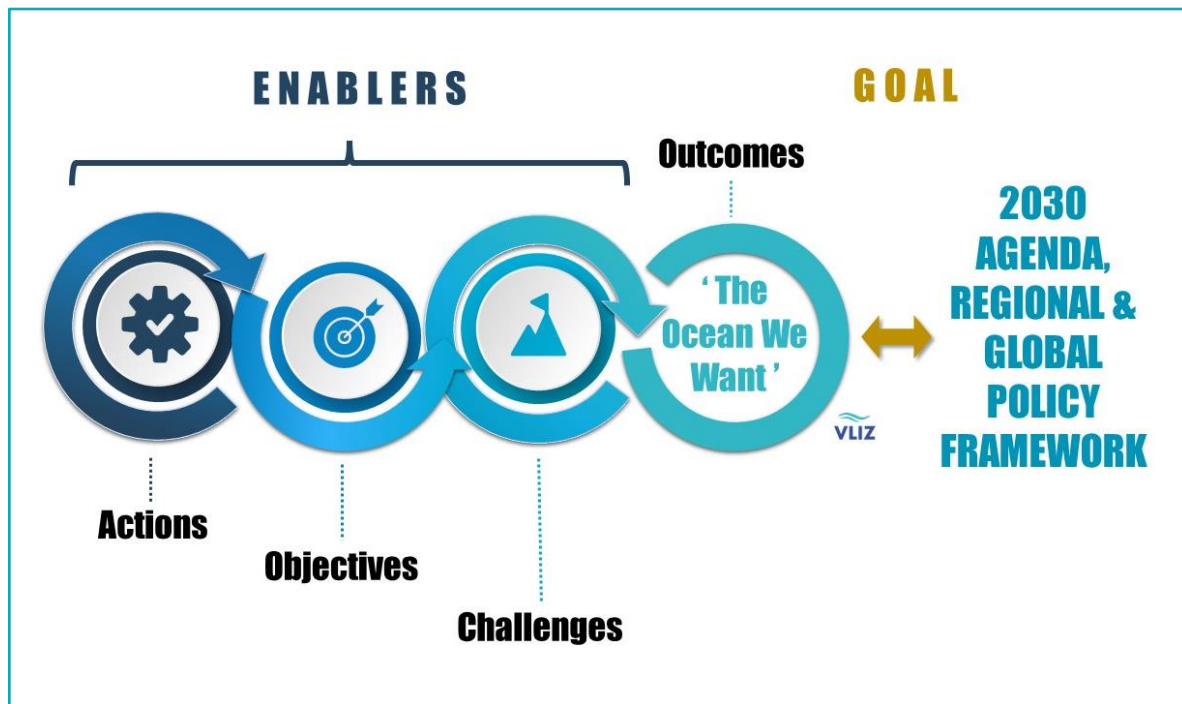 ENABLERS
GOAL
Outcomes
‘ The
Ocean We
Want ’
2030
AGENDA,
REGIONAL &
GLOBAL
POLICY
FRAMEWORK
VLIZ
Actions
Objectives
Challenges